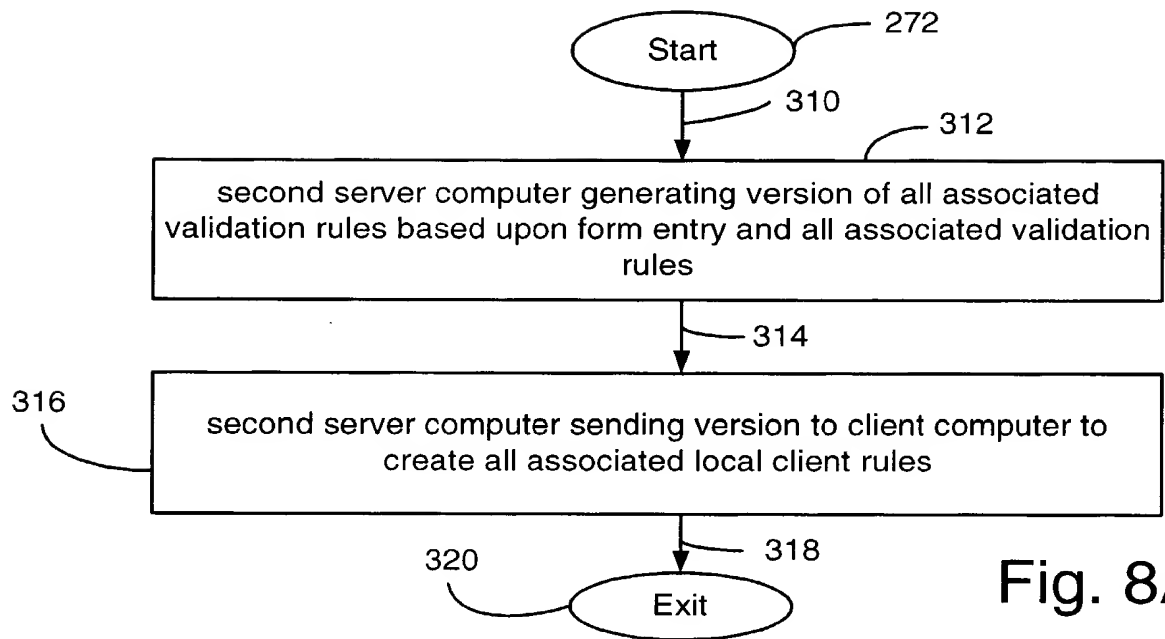 Start
272
310
312
second server computer generating version of all associated
validation rules based upon form entry and all associated validation
rules
314
316
second server computer sending version to client computer to
create all associated local client rules
318
320
Exit
Fig. 8A